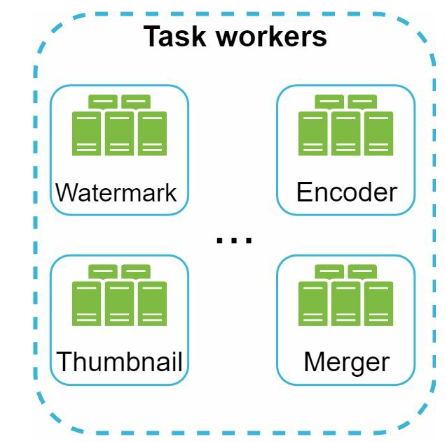 Task workers
Watermark
Encoder
...
Thumbnail
Merger